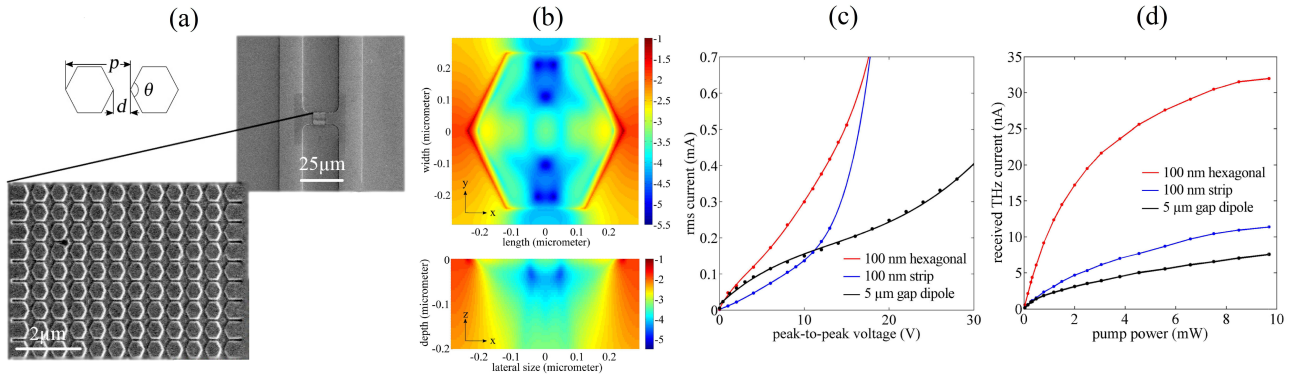 (a)
p
d
θ
25μm
2μm
(b)
width (micrometer)
0.2
0.1
0
-0.1
-0.2
y
x
-0.2 -0.1 0 0.1 0.2
length (micrometer)
-1
-1.5
-2
-2.5
-3
-3.5
-4
-4.5
-5
-5.5
depth (micrometer)
0
-0.1
-0.2
z
x
-0.2 -0.1 0 0.1 0.2
lateral size (micrometer)
-1
-2
-3
-4
-5
(c)
rms current (mA)
0.7
0.6
0.5
0.4
0.3
0.2
0.1
0
100 nm hexagonal
100 nm strip
5 μm gap dipole
0 10 20 30
peak-to-peak voltage (V)
(d)
received THz current (nA)
35
30
25
20
15
10
5
0
100 nm hexagonal
100 nm strip
5 μm gap dipole
0 2 4 6 8 10
pump power (mW)